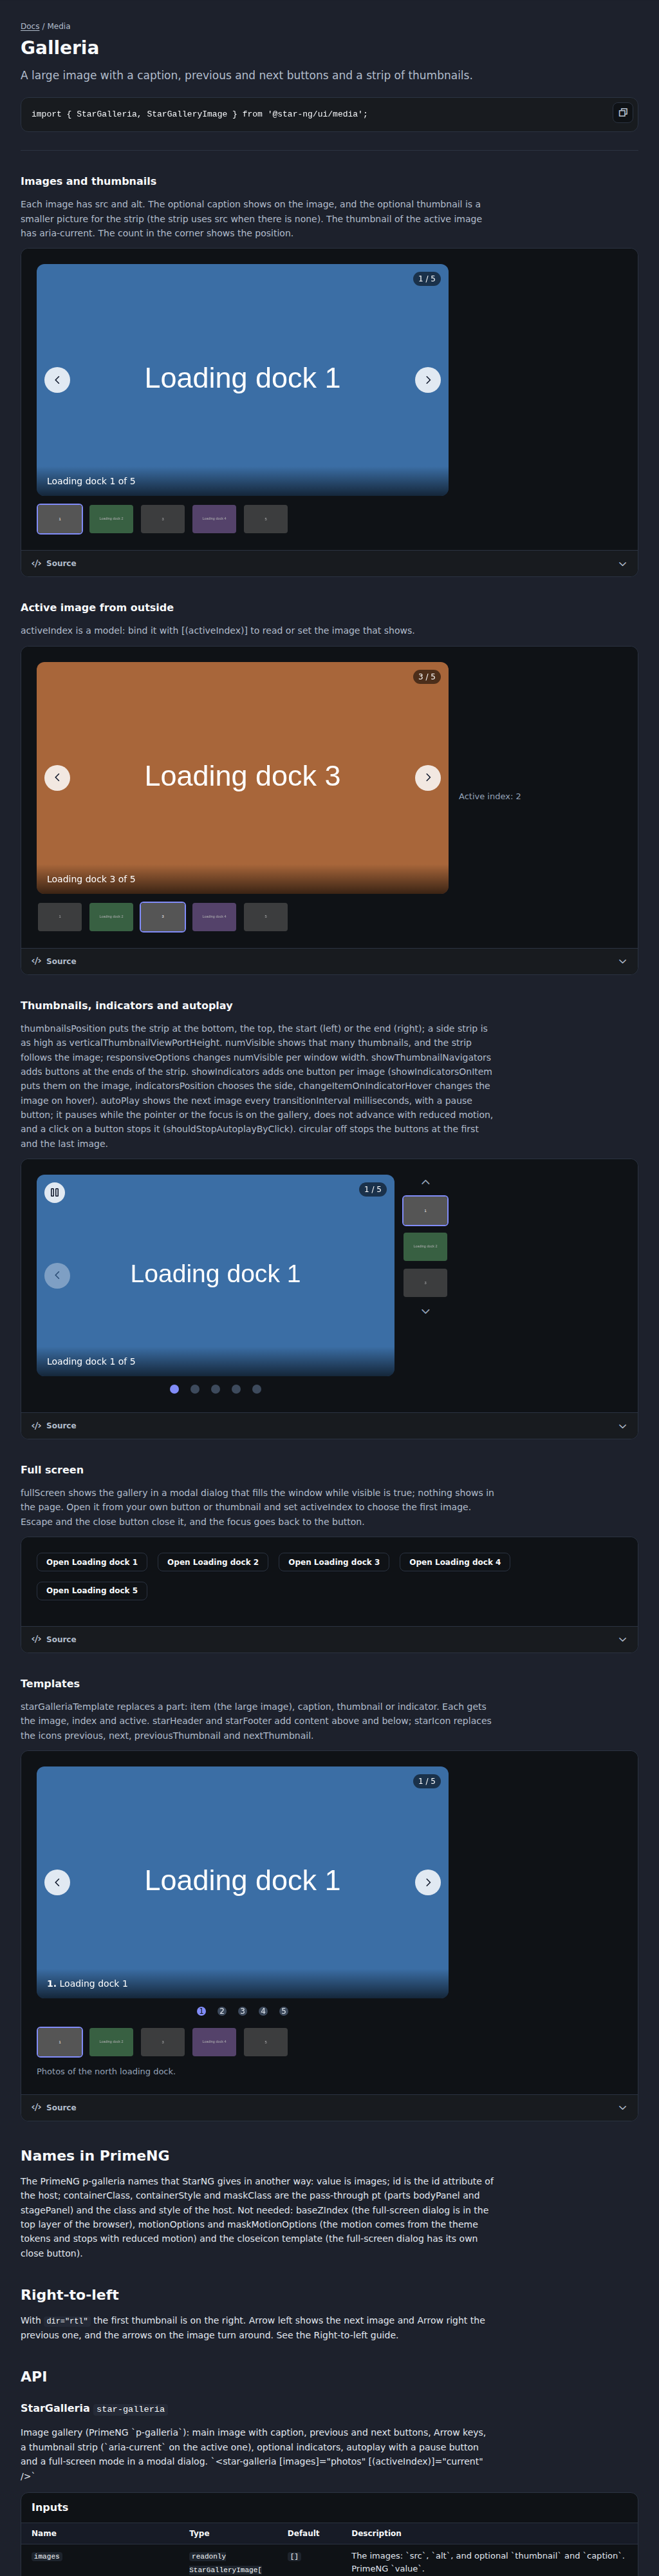 Docs / Media
Galleria
A large image with a caption, previous and next buttons and a strip of thumbnails.
import { StarGalleria, StarGalleryImage } from '@star-ng/ui/media';
Images and thumbnails
Each image has src and alt. The optional caption shows on the image, and the optional thumbnail is a
smaller picture for the strip (the strip uses src when there is none). The thumbnail of the active image
has aria-current. The count in the corner shows the position.
1 / 5
Loading dock 1
Loading dock 1 of 5
Loading dock 2
Loading dock 4
Source
Active image from outside
activeIndex is a model: bind it with [(activeIndex)] to read or set the image that shows.
3 / 5
Loading dock 3
Active index: 2
Loading dock 3 of 5
Loading dock 2
Loading dock 4
Source
Thumbnails, indicators and autoplay
thumbnailsPosition puts the strip at the bottom, the top, the start (left) or the end (right); a side strip is
as high as verticalThumbnailViewPortHeight. numVisible shows that many thumbnails, and the strip
follows the image; responsiveOptions changes numVisible per window width. showThumbnailNavigators
adds buttons at the ends of the strip. showIndicators adds one button per image (showIndicatorsOnItem
puts them on the image, indicatorsPosition chooses the side, changeItemOnIndicatorHover changes the
image on hover). autoPlay shows the next image every transitionInterval milliseconds, with a pause
button; it pauses while the pointer or the focus is on the gallery, does not advance with reduced motion,
and a click on a button stops it (shouldStopAutoplayByClick). circular off stops the buttons at the first
and the last image.
1 / 5
Loading dock 2
Loading dock 1
Loading dock 1 of 5
Source
Full screen
fullScreen shows the gallery in a modal dialog that fills the window while visible is true; nothing shows in
the page. Open it from your own button or thumbnail and set activeIndex to choose the first image.
Escape and the close button close it, and the focus goes back to the button.
Open Loading dock 1 Open Loading dock 2 Open Loading dock 3 Open Loading dock 4
Open Loading dock 5
Source
Templates
starGalleriaTemplate replaces a part: item (the large image), caption, thumbnail or indicator. Each gets
the image, index and active. starHeader and starFooter add content above and below; starIcon replaces
the icons previous, next, previousThumbnail and nextThumbnail.
1 / 5
Loading dock 1
1. Loading dock 1
1 2 3 4 5
Loading dock 2
Loading dock 4
Photos of the north loading dock.
Source
Names in PrimeNG
The PrimeNG p-galleria names that StarNG gives in another way: value is images; id is the id attribute of
the host; containerClass, containerStyle and maskClass are the pass-through pt (parts bodyPanel and
stagePanel) and the class and style of the host. Not needed: baseZIndex (the full-screen dialog is in the
top layer of the browser), motionOptions and maskMotionOptions (the motion comes from the theme
tokens and stops with reduced motion) and the closeicon template (the full-screen dialog has its own
close button).
Right-to-left
With dir="rtl" the first thumbnail is on the right. Arrow left shows the next image and Arrow right the
previous one, and the arrows on the image turn around. See the Right-to-left guide.
API
StarGalleria star-galleria
Image gallery (PrimeNG `p-galleria`): main image with caption, previous and next buttons, Arrow keys,
a thumbnail strip (`aria-current` on the active one), optional indicators, autoplay with a pause button
and a full-screen mode in a modal dialog. `<star-galleria [images]="photos" [(activeIndex)]="current"
/>`
Inputs
Name Type Default Description
images readonly [] The images: `src`, `alt`, and optional `thumbnail` and `caption`.
StarGalleryImage[ PrimeNG `value`.